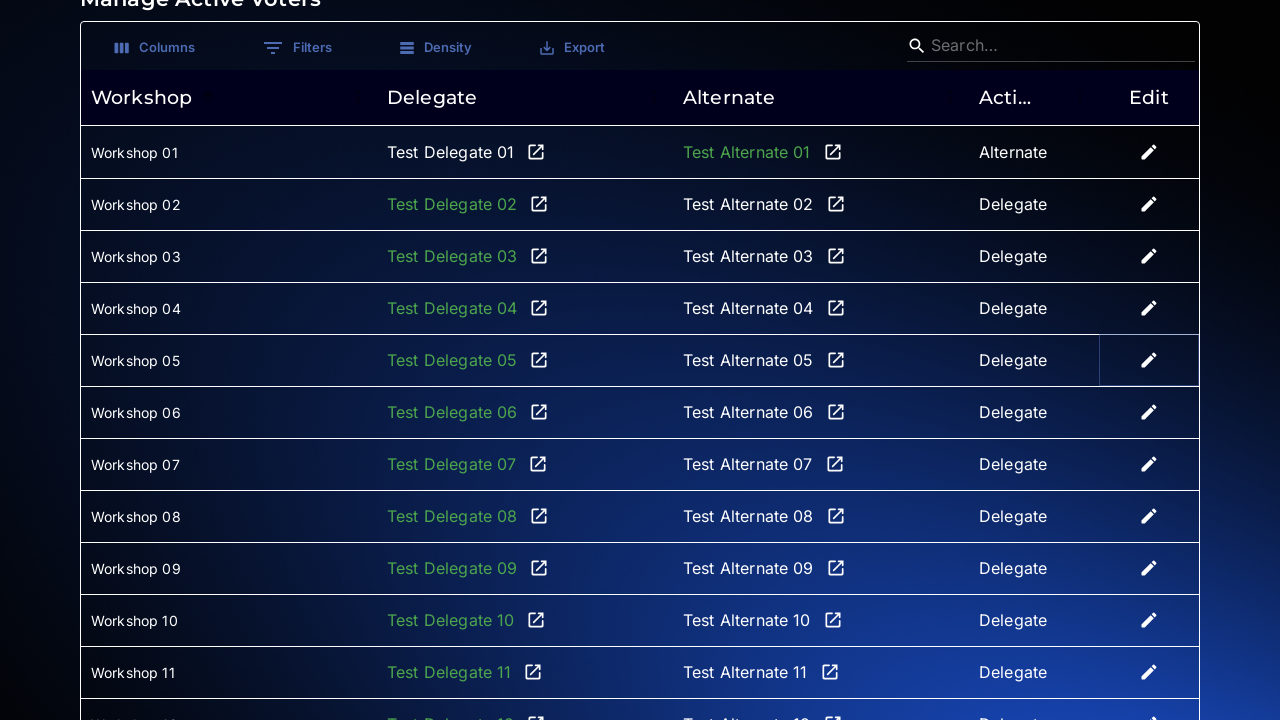 Manage Active Voters
Columns Filters Density Export Search...
Workshop Delegate Alternate Acti... Edit
Workshop 01 Test Delegate 01 Test Alternate 01 Alternate
Workshop 02 Test Delegate 02 Test Alternate 02 Delegate
Workshop 03 Test Delegate 03 Test Alternate 03 Delegate
Workshop 04 Test Delegate 04 Test Alternate 04 Delegate
Workshop 05 Test Delegate 05 Test Alternate 05 Delegate
Workshop 06 Test Delegate 06 Test Alternate 06 Delegate
Workshop 07 Test Delegate 07 Test Alternate 07 Delegate
Workshop 08 Test Delegate 08 Test Alternate 08 Delegate
Workshop 09 Test Delegate 09 Test Alternate 09 Delegate
Workshop 10 Test Delegate 10 Test Alternate 10 Delegate
Workshop 11 Test Delegate 11 Test Alternate 11 Delegate